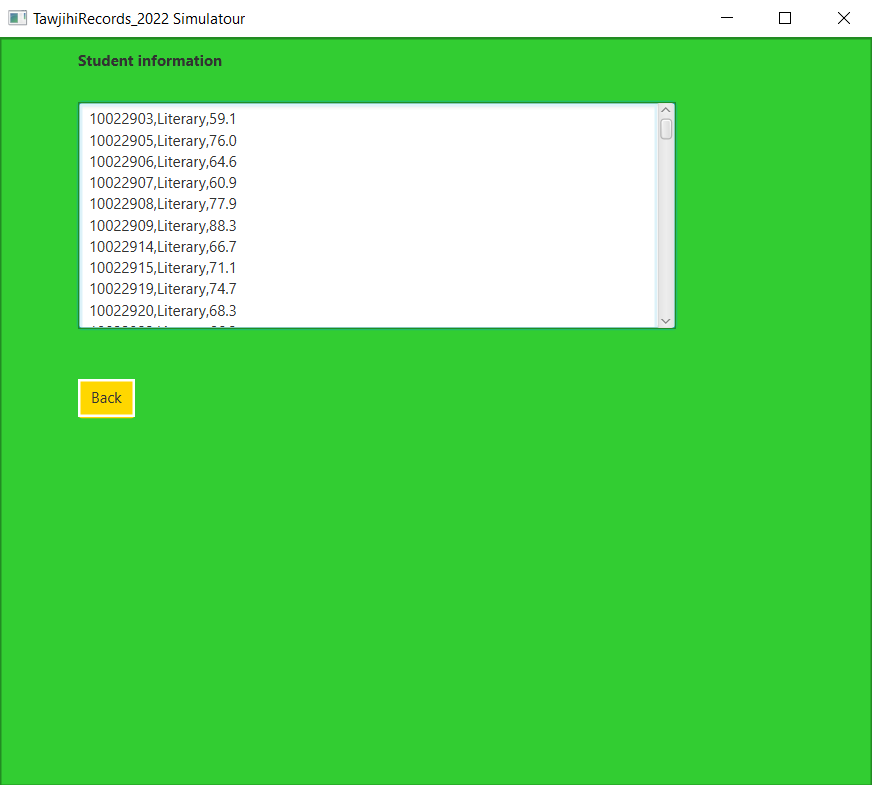 TawjihiRecords_2022 Simulatour
Student information
10022903,Literary,59.1
10022905,Literary,76.0
10022906,Literary,64.6
10022907,Literary,60.9
10022908,Literary,77.9
10022909,Literary,88.3
10022914,Literary,66.7
10022915,Literary,71.1
10022919,Literary,74.7
10022920,Literary,68.3
Back